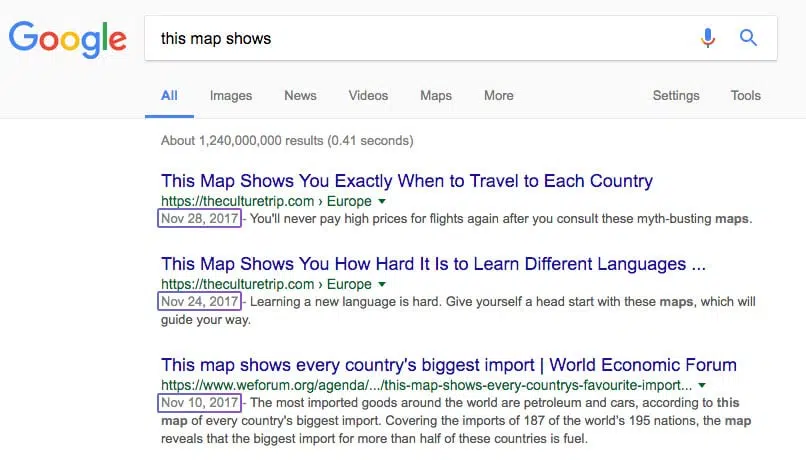 Google
this map shows
All Images News Videos Maps More Settings Tools
About 1,240,000,000 results (0.41 seconds)
This Map Shows You Exactly When to Travel to Each Country
https://theculturetrip.com › Europe
Nov 28, 2017 - You'll never pay high prices for flights again after you consult these myth-busting maps.
This Map Shows You How Hard It Is to Learn Different Languages ...
https://theculturetrip.com › Europe
Nov 24, 2017 - Learning a new language is hard. Give yourself a head start with these maps, which will
guide your way.
This map shows every country's biggest import | World Economic Forum
https://www.weforum.org/agenda/.../this-map-shows-every-countrys-favourite-import...
Nov 10, 2017 - The most imported goods around the world are petroleum and cars, according to this
map of every country's biggest import. Covering the imports of 187 of the world's 195 nations, the map
reveals that the biggest import for more than half of these countries is fuel.